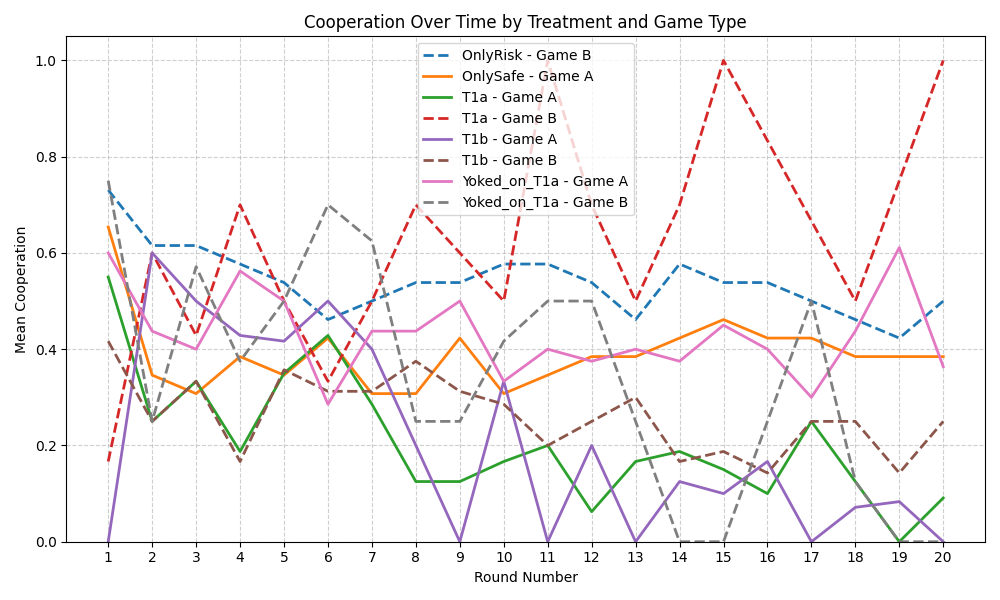 Cooperation Over Time by Treatment and Game Type
Mean Cooperation
1.0
0.8
0.6
0.4
0.2
0.0
OnlyRisk - Game B
OnlySafe - Game A
T1a - Game A
T1a - Game B
T1b - Game A
T1b - Game B
Yoked_on_T1a - Game A
Yoked_on_T1a - Game B
1 2 3 4 5 6 7 8 9 10 11 12 13 14 15 16 17 18 19 20
Round Number